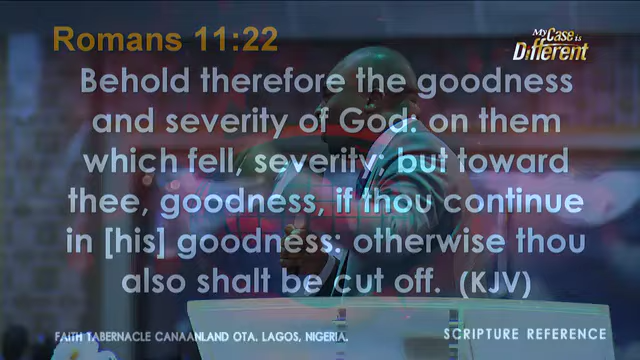 Romans 11:22
My Case is
Different
Behold therefore the goodness
and severity of God: on them
which fell, severity; but toward
thee, goodness, if thou continue
in [his] goodness: otherwise thou
also shalt be cut off. (KJV)
FAITH TABERNACLE CANAANLAND OTA. LAGOS, NIGERIA.
SCRIPTURE REFERENCE